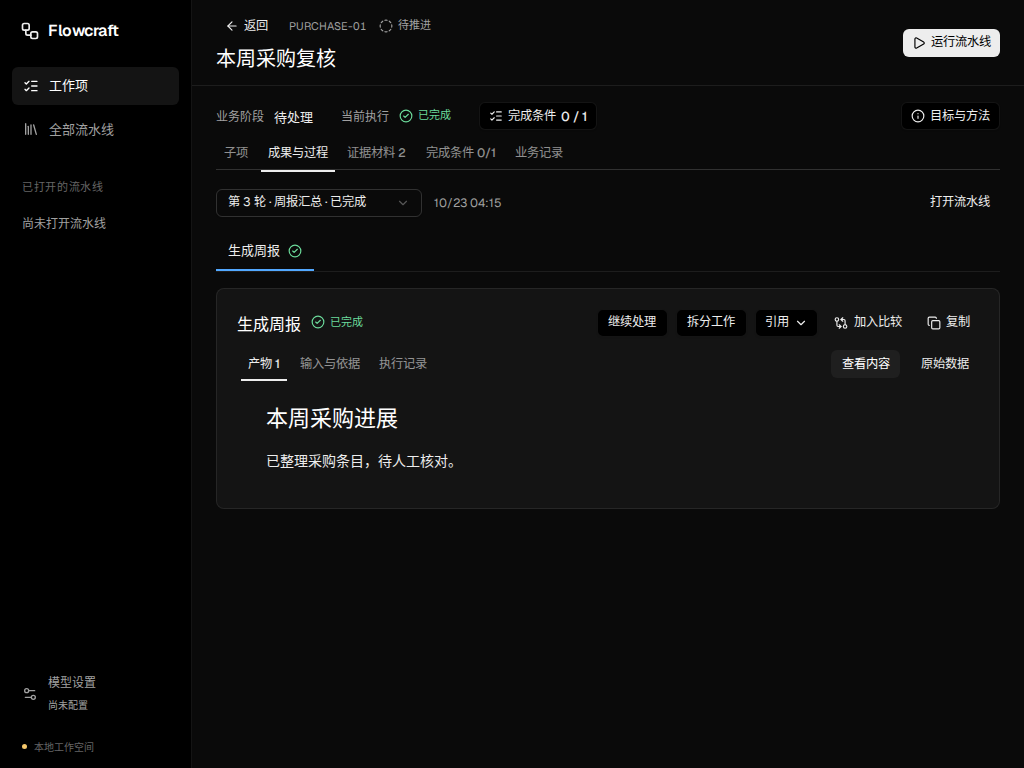 Flowcraft
工作项
全部流水线
已打开的流水线
尚未打开流水线
模型设置
尚未配置
本地工作空间
返回 PURCHASE-01 待推进
本周采购复核
运行流水线
业务阶段 待处理 当前执行 已完成 完成条件 0 / 1 目标与方法
子项 成果与过程 证据材料 2 完成条件 0/1 业务记录
第 3 轮 · 周报汇总 · 已完成 10/23 04:15 打开流水线
生成周报
生成周报 已完成 继续处理 拆分工作 引用 加入比较 复制
产物 1 输入与依据 执行记录 查看内容 原始数据
本周采购进展
已整理采购条目，待人工核对。